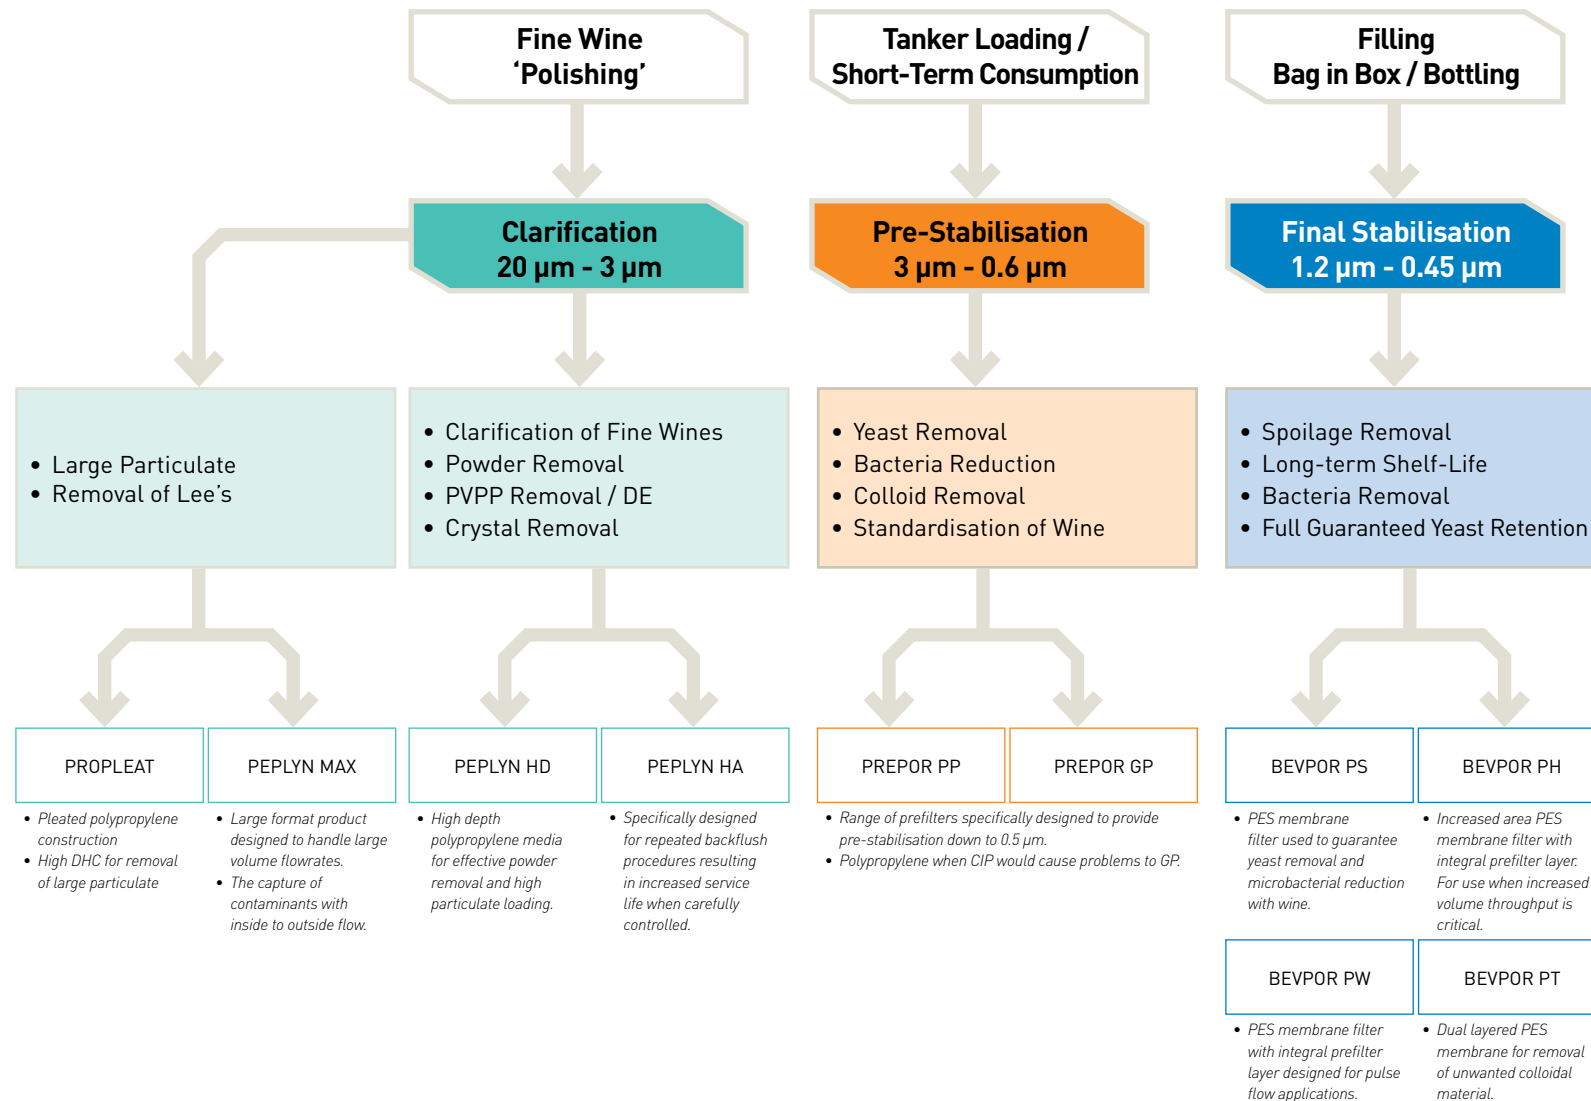 Fine Wine
‘Polishing’
Tanker Loading /
Short-Term Consumption
Filling
Bag in Box / Bottling
Clarification
20 µm - 3 µm
Pre-Stabilisation
3 µm - 0.6 µm
Final Stabilisation
1.2 µm - 0.45 µm
• Large Particulate
• Removal of Lee’s
• Clarification of Fine Wines
• Powder Removal
• PVPP Removal / DE
• Crystal Removal
• Yeast Removal
• Bacteria Reduction
• Colloid Removal
• Standardisation of Wine
• Spoilage Removal
• Long-term Shelf-Life
• Bacteria Removal
• Full Guaranteed Yeast Retention
PROPLEAT
• Pleated polypropylene
construction
• High DHC for removal
of large particulate
PEPLYN MAX
• Large format product
designed to handle large
volume flowrates.
• The capture of
contaminants with
inside to outside flow.
PEPLYN HD
• High depth
polypropylene media
for effective powder
removal and high
particulate loading.
PEPLYN HA
• Specifically designed
for repeated backflush
procedures resulting
in increased service
life when carefully
controlled.
PREPOR PP
PREPOR GP
• Range of prefilters specifically designed to provide
pre-stabilisation down to 0.5 µm.
• Polypropylene when CIP would cause problems to GP.
BEVPOR PS
• PES membrane
filter used to guarantee
yeast removal and
microbacterial reduction
with wine.
BEVPOR PH
• Increased area PES
membrane filter with
integral prefilter layer.
For use when increased
volume throughput is
critical.
BEVPOR PW
• PES membrane filter
with integral prefilter
layer designed for pulse
flow applications.
BEVPOR PT
• Dual layered PES
membrane for removal
of unwanted colloidal
material.